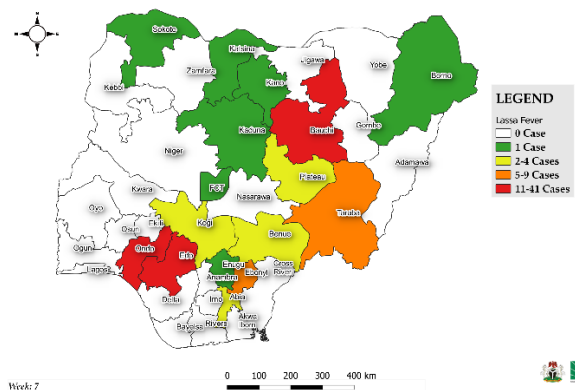 Sokoto
Katsina
Jigawa
Yobe
Borno
Zamfara
Kano
Kebbi
Kaduna
Bauchi
Gombe
Niger
Adamawa
Plateau
FCT
Nasarawa
Kwara
Taraba
Oyo
Kogi
Ekiti
Osun
Benue
Ogun
Ondo
Edo
Enugu
Cross
River
Lagos
Anambra
Ebonyi
Delta
Imo
Abia
Akwa
Ibom
Bayelsa
Rivers
LEGEND
Lassa Fever
0 Case
1 Case
2-4 Cases
5-9 Cases
11-41 Cases
Week: 7
0 100 200 300 400 km